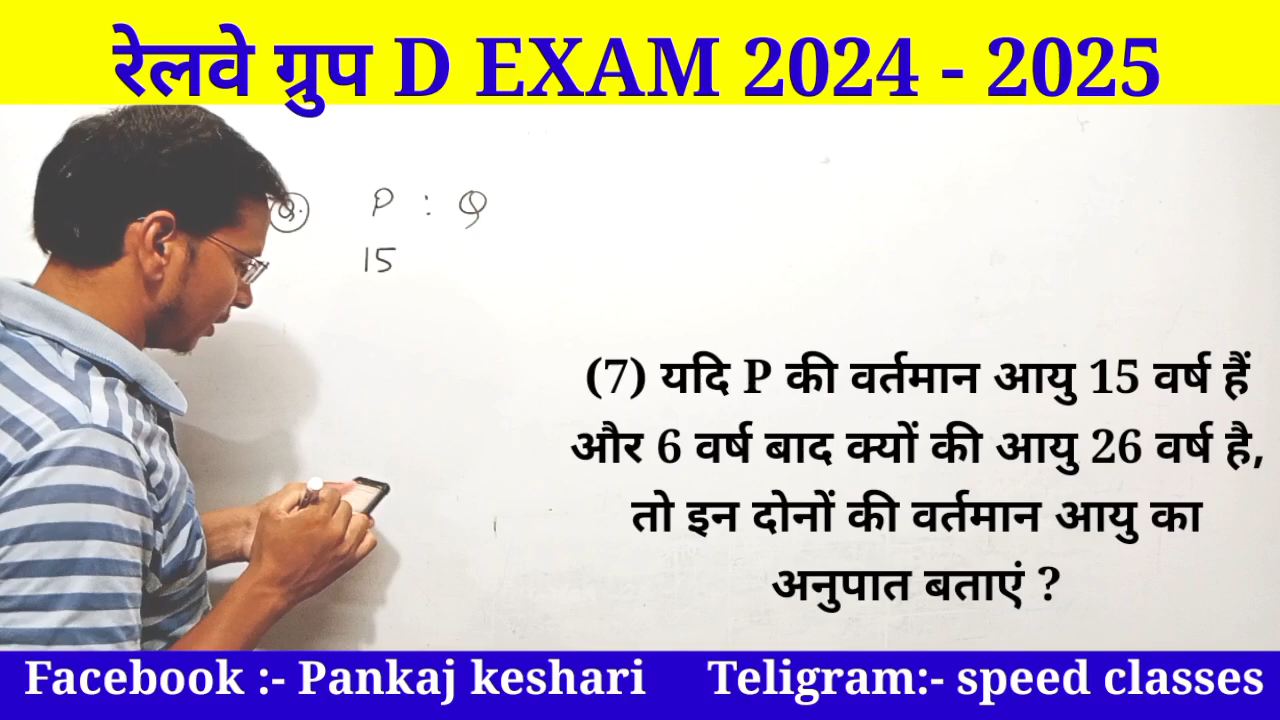 रेलवे ग्रुप D EXAM 2024 - 2025
Q. P : Q
15
(7) यदि P की वर्तमान आयु 15 वर्ष हैं
और 6 वर्ष बाद क्यों की आयु 26 वर्ष है,
तो इन दोनों की वर्तमान आयु का
अनुपात बताएं ?
Facebook :- Pankaj keshari Teligram:- speed classes